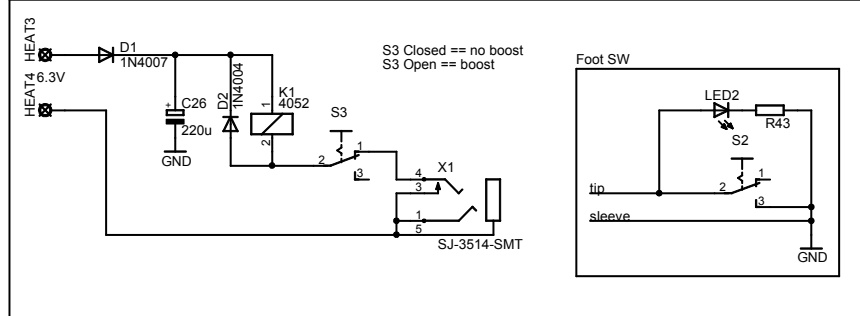 HEAT3
D1
1N4007
S3 Closed == no boost
S3 Open == boost
Foot SW
6.3V
HEAT4
+
C26
220u
GND
D2
1N4004
K1
4052
1
2
S3
2
1
3
X1
4
3
1
5
SJ-3514-SMT
LED2
R43
S2
tip
2
1
3
sleeve
GND